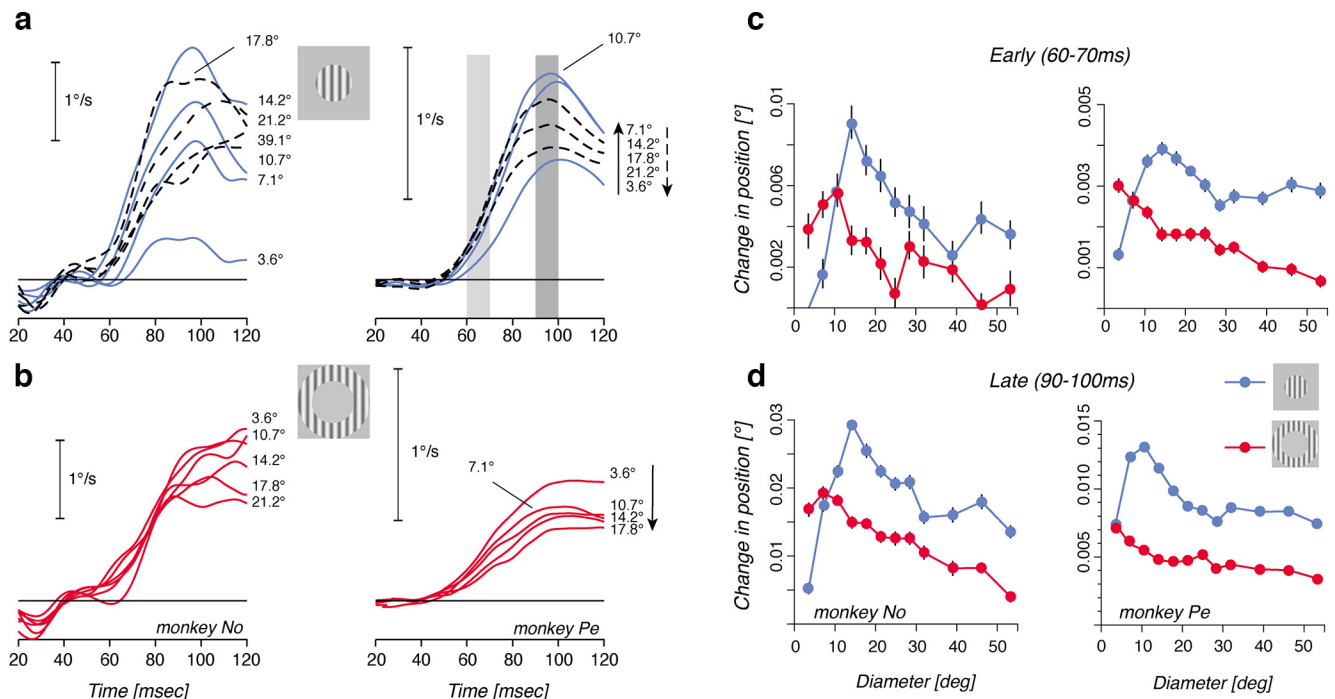 a
17.8°
1°/s
14.2°
21.2°
39.1°
10.7°
7.1°
3.6°
20 40 60 80 100 120
10.7°
1°/s
7.1°
14.2°
17.8°
21.2°
3.6°
20 40 60 80 100 120
b
1°/s
3.6°
10.7°
14.2°
17.8°
21.2°
monkey No
20 40 60 80 100 120
Time [msec]
1°/s
7.1°
3.6°
10.7°
14.2°
17.8°
monkey Pe
20 40 60 80 100 120
Time [msec]
c
Early (60-70ms)
Change in position [°]
0.01
0.006
0.002
0 10 20 30 40 50
0.005
0.003
0.001
0 10 20 30 40 50
d
Late (90-100ms)
Change in position [°]
0.03
0.02
0.01
monkey No
0 10 20 30 40 50
Diameter [deg]
0.015
0.010
0.005
0
monkey Pe
0 10 20 30 40 50
Diameter [deg]